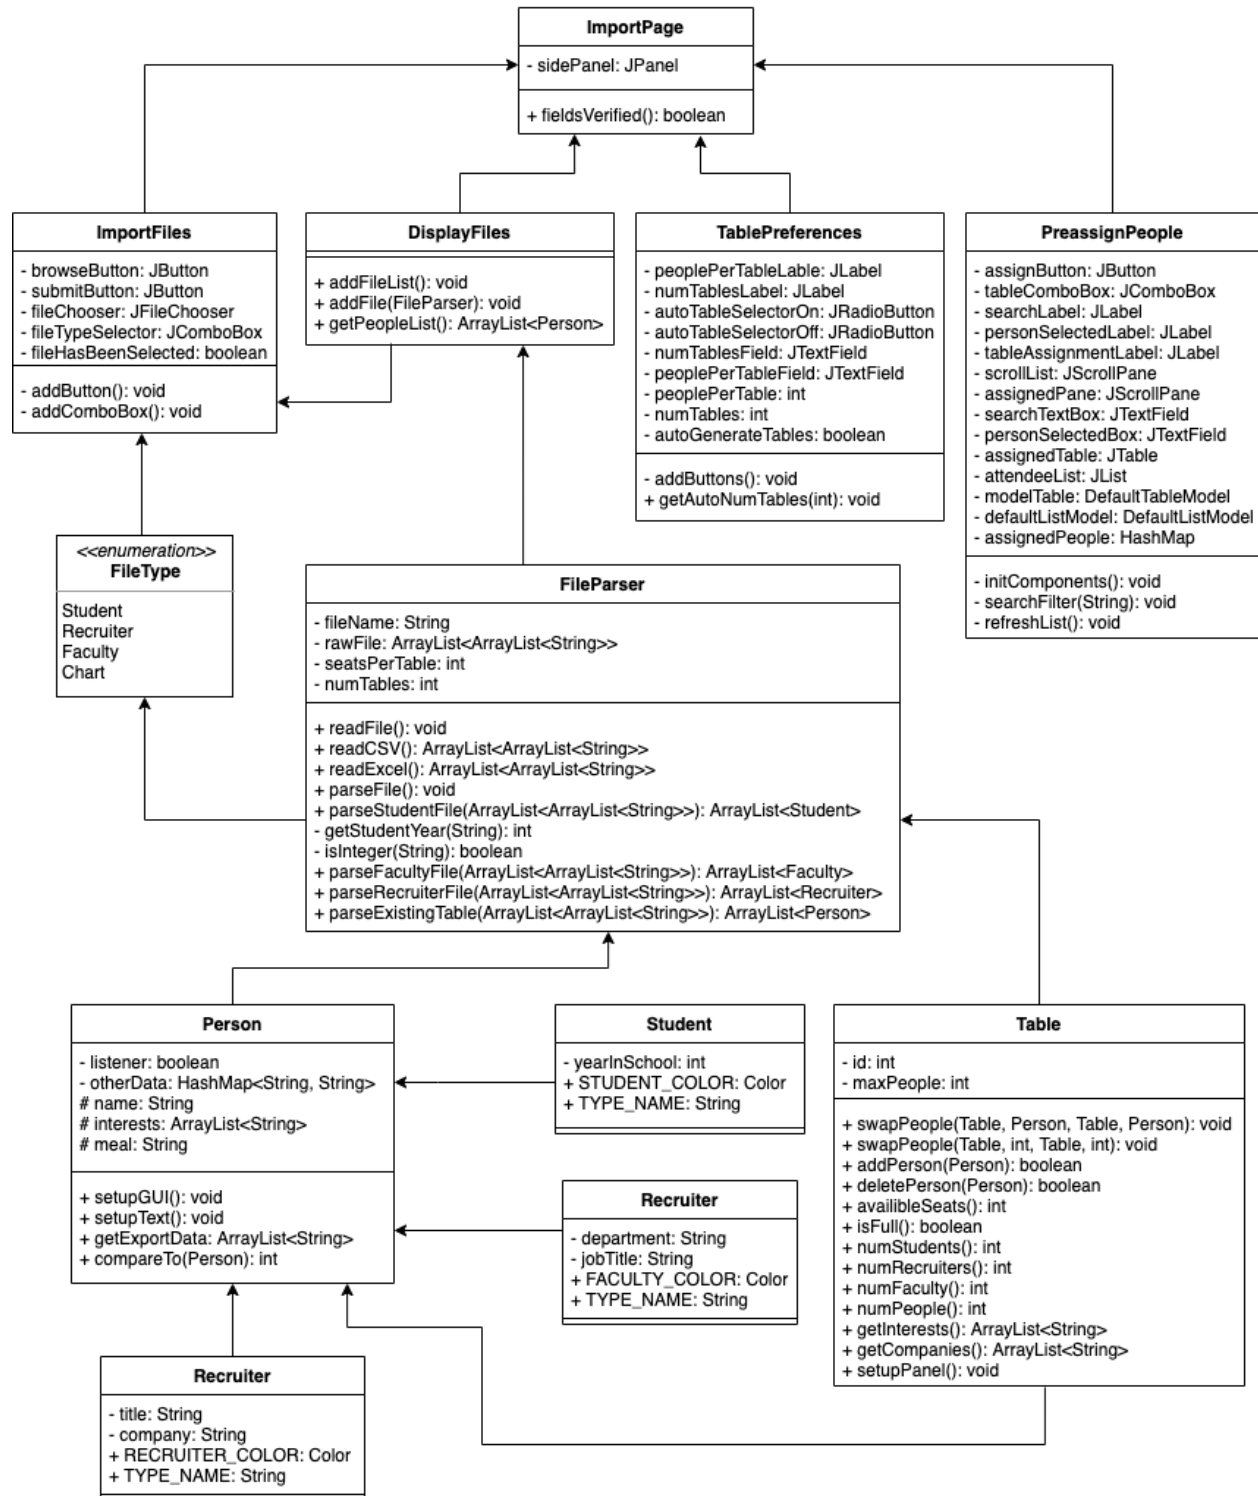 ImportPage
- sidePanel: JPanel
+ fieldsVerified(): boolean
ImportFiles
- browseButton: JButton
- submitButton: JButton
- fileChooser: JFileChooser
- fileTypeSelector: JComboBox
- fileHasBeenSelected: boolean
- addButton(): void
- addComboBox(): void
DisplayFiles
+ addFileList(): void
+ addFile(FileParser): void
+ getPeopleList(): ArrayList<Person>
TablePreferences
- peoplePerTableLable: JLabel
- numTablesLabel: JLabel
- autoTableSelectorOn: JRadioButton
- autoTableSelectorOff: JRadioButton
- numTablesField: JTextField
- peoplePerTableField: JTextField
- peoplePerTable: int
- numTables: int
- autoGenerateTables: boolean
- addButtons(): void
+ getAutoNumTables(int): void
PreassignPeople
- assignButton: JButton
- tableComboBox: JComboBox
- searchLabel: JLabel
- personSelectedLabel: JLabel
- tableAssignmentLabel: JLabel
- scrollList: JScrollPane
- assignedPane: JScrollPane
- searchTextBox: JTextField
- personSelectedBox: JTextField
- assignedTable: JTable
- attendeeList: JList
- modelTable: DefaultTableModel
- defaultListModel: DefaultListModel
- assignedPeople: HashMap
- initComponents(): void
- searchFilter(String): void
- refreshList(): void
<<enumeration>>
FileType
Student
Recruiter
Faculty
Chart
FileParser
- fileName: String
- rawFile: ArrayList<ArrayList<String>>
- seatsPerTable: int
- numTables: int
+ readFile(): void
+ readCSV(): ArrayList<ArrayList<String>>
+ readExcel(): ArrayList<ArrayList<String>>
+ parseFile(): void
+ parseStudentFile(ArrayList<ArrayList<String>>): ArrayList<Student>
- getStudentYear(String): int
- isInteger(String): boolean
+ parseFacultyFile(ArrayList<ArrayList<String>>): ArrayList<Faculty>
+ parseRecruiterFile(ArrayList<ArrayList<String>>): ArrayList<Recruiter>
+ parseExistingTable(ArrayList<ArrayList<String>>): ArrayList<Person>
Person
- listener: boolean
- otherData: HashMap<String, String>
# name: String
# interests: ArrayList<String>
# meal: String
+ setupGUI(): void
+ setupText(): void
+ getExportData: ArrayList<String>
+ compareTo(Person): int
Student
- yearInSchool: int
+ STUDENT_COLOR: Color
+ TYPE_NAME: String
Recruiter
- department: String
- jobTitle: String
+ FACULTY_COLOR: Color
+ TYPE_NAME: String
Table
- id: int
- maxPeople: int
+ swapPeople(Table, Person, Table, Person): void
+ swapPeople(Table, int, Table, int): void
+ addPerson(Person): boolean
+ deletePerson(Person): boolean
+ availibleSeats(): int
+ isFull(): boolean
+ numStudents(): int
+ numRecruiters(): int
+ numFaculty(): int
+ numPeople(): int
+ getInterests(): ArrayList<String>
+ getCompanies(): ArrayList<String>
+ setupPanel(): void
Recruiter
- title: String
- company: String
+ RECRUITER_COLOR: Color
+ TYPE_NAME: String